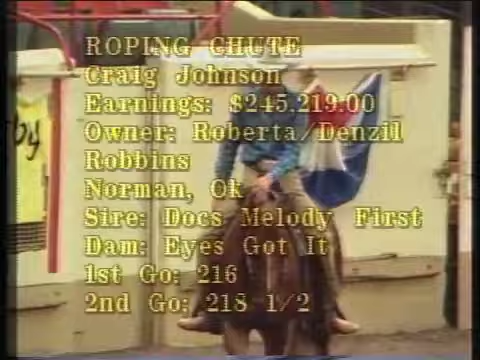 ROPING CHUTE
Craig Johnson
Earnings: $245.219.00
Owner: Roberta/Denzil
Robbins
Norman, Ok
Sire: Docs Melody First
Dam: Eyes Got It
1st Go: 216
2nd Go: 218 1/2